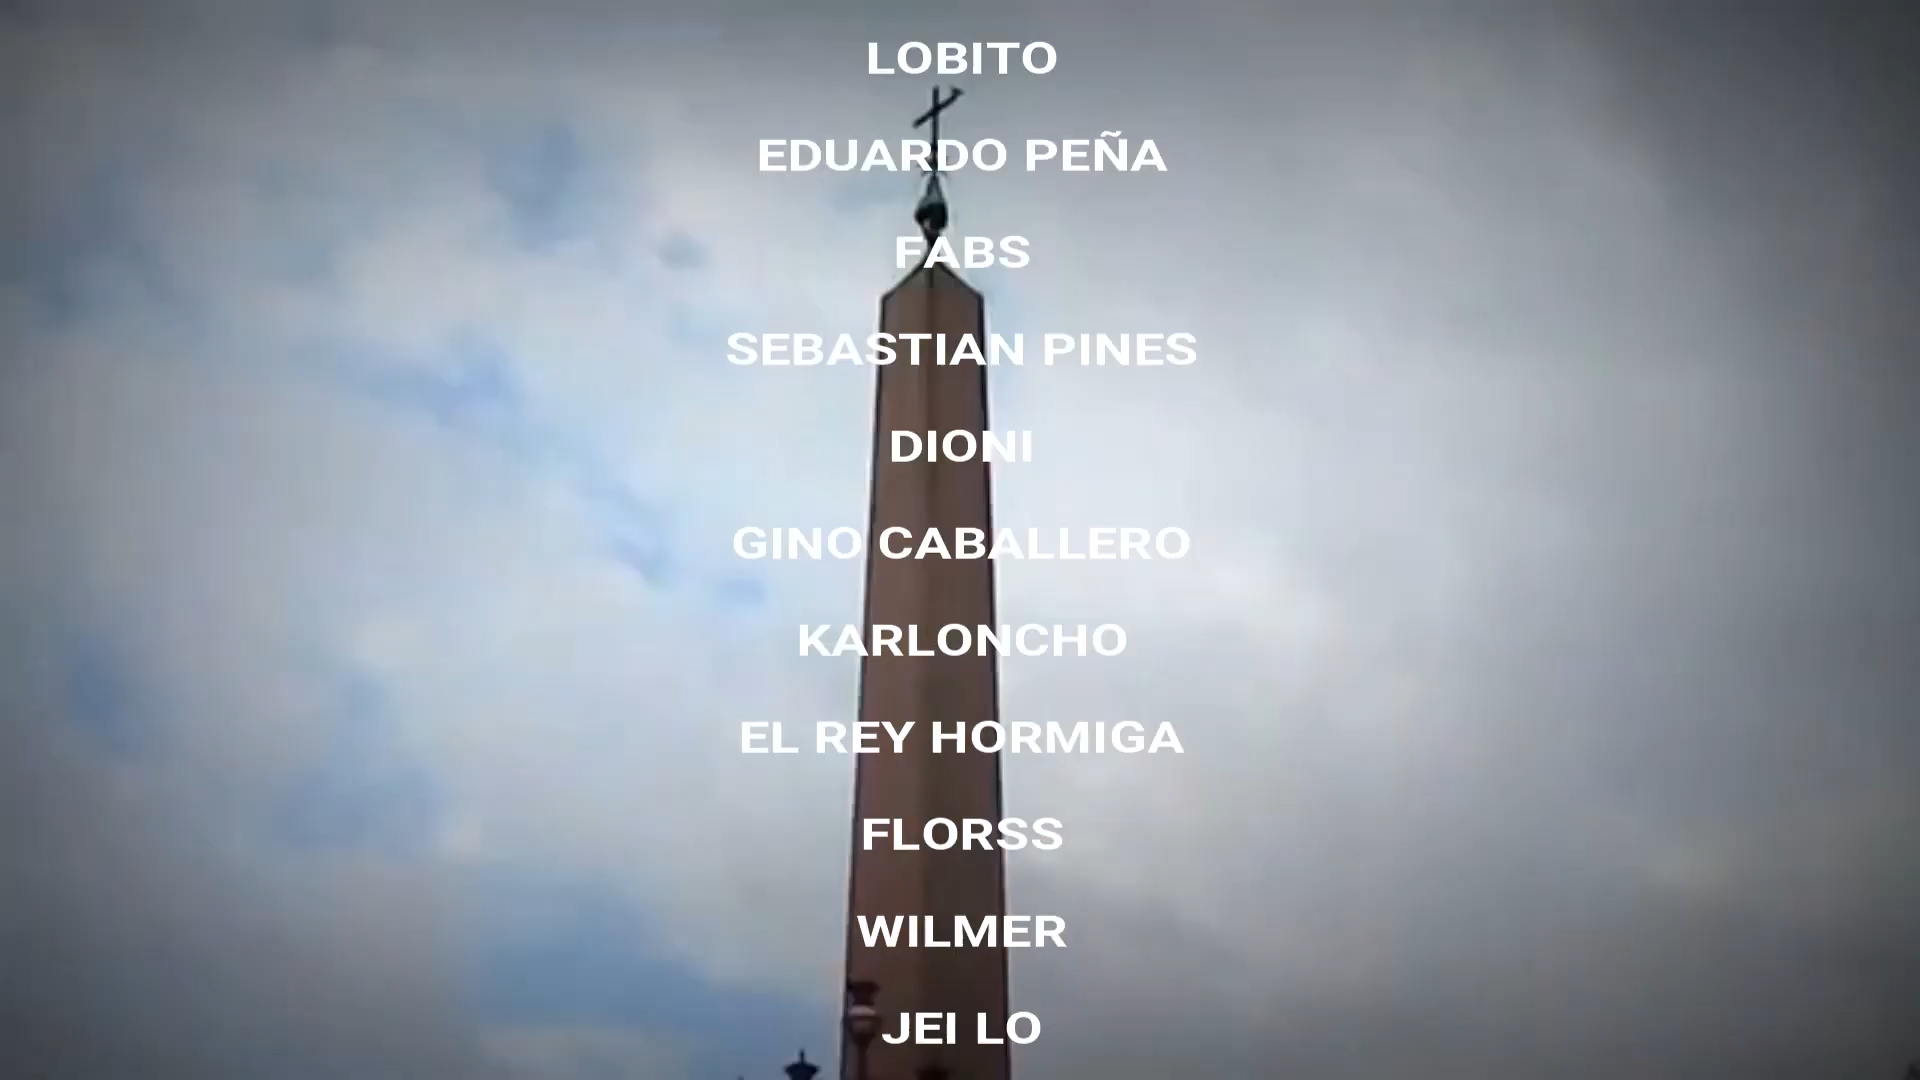 LOBITO
EDUARDO PEÑA
FABS
SEBASTIAN PINES
DIONI
GINO CABALLERO
KARLONCHO
EL REY HORMIGA
FLORSS
WILMER
JEI LO